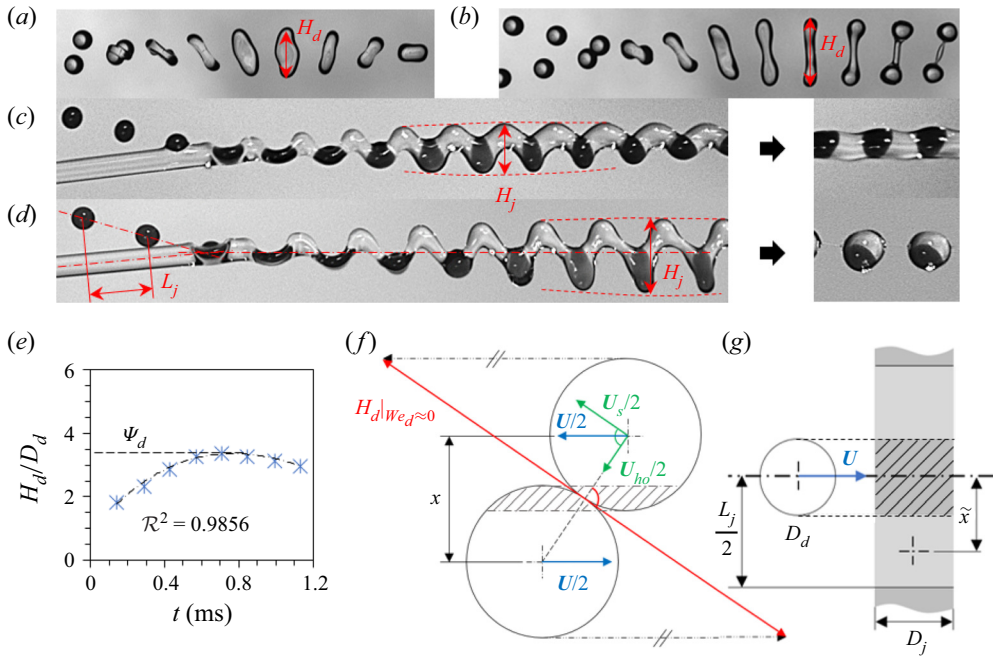 (a)
H_d
(b)
H_d
(c)
H_j
(d)
L_j
H_j
(e)
H_d/D_d
6
4
2
0
Ψ_d
ℛ² = 0.9856
0 0.4 0.8 1.2
t (ms)
(f)
H_d|_{We_d≈0}
U_s/2
U/2
U_ho/2
x
U/2
(g)
U
L_j/2
D_d
x̃
D_j